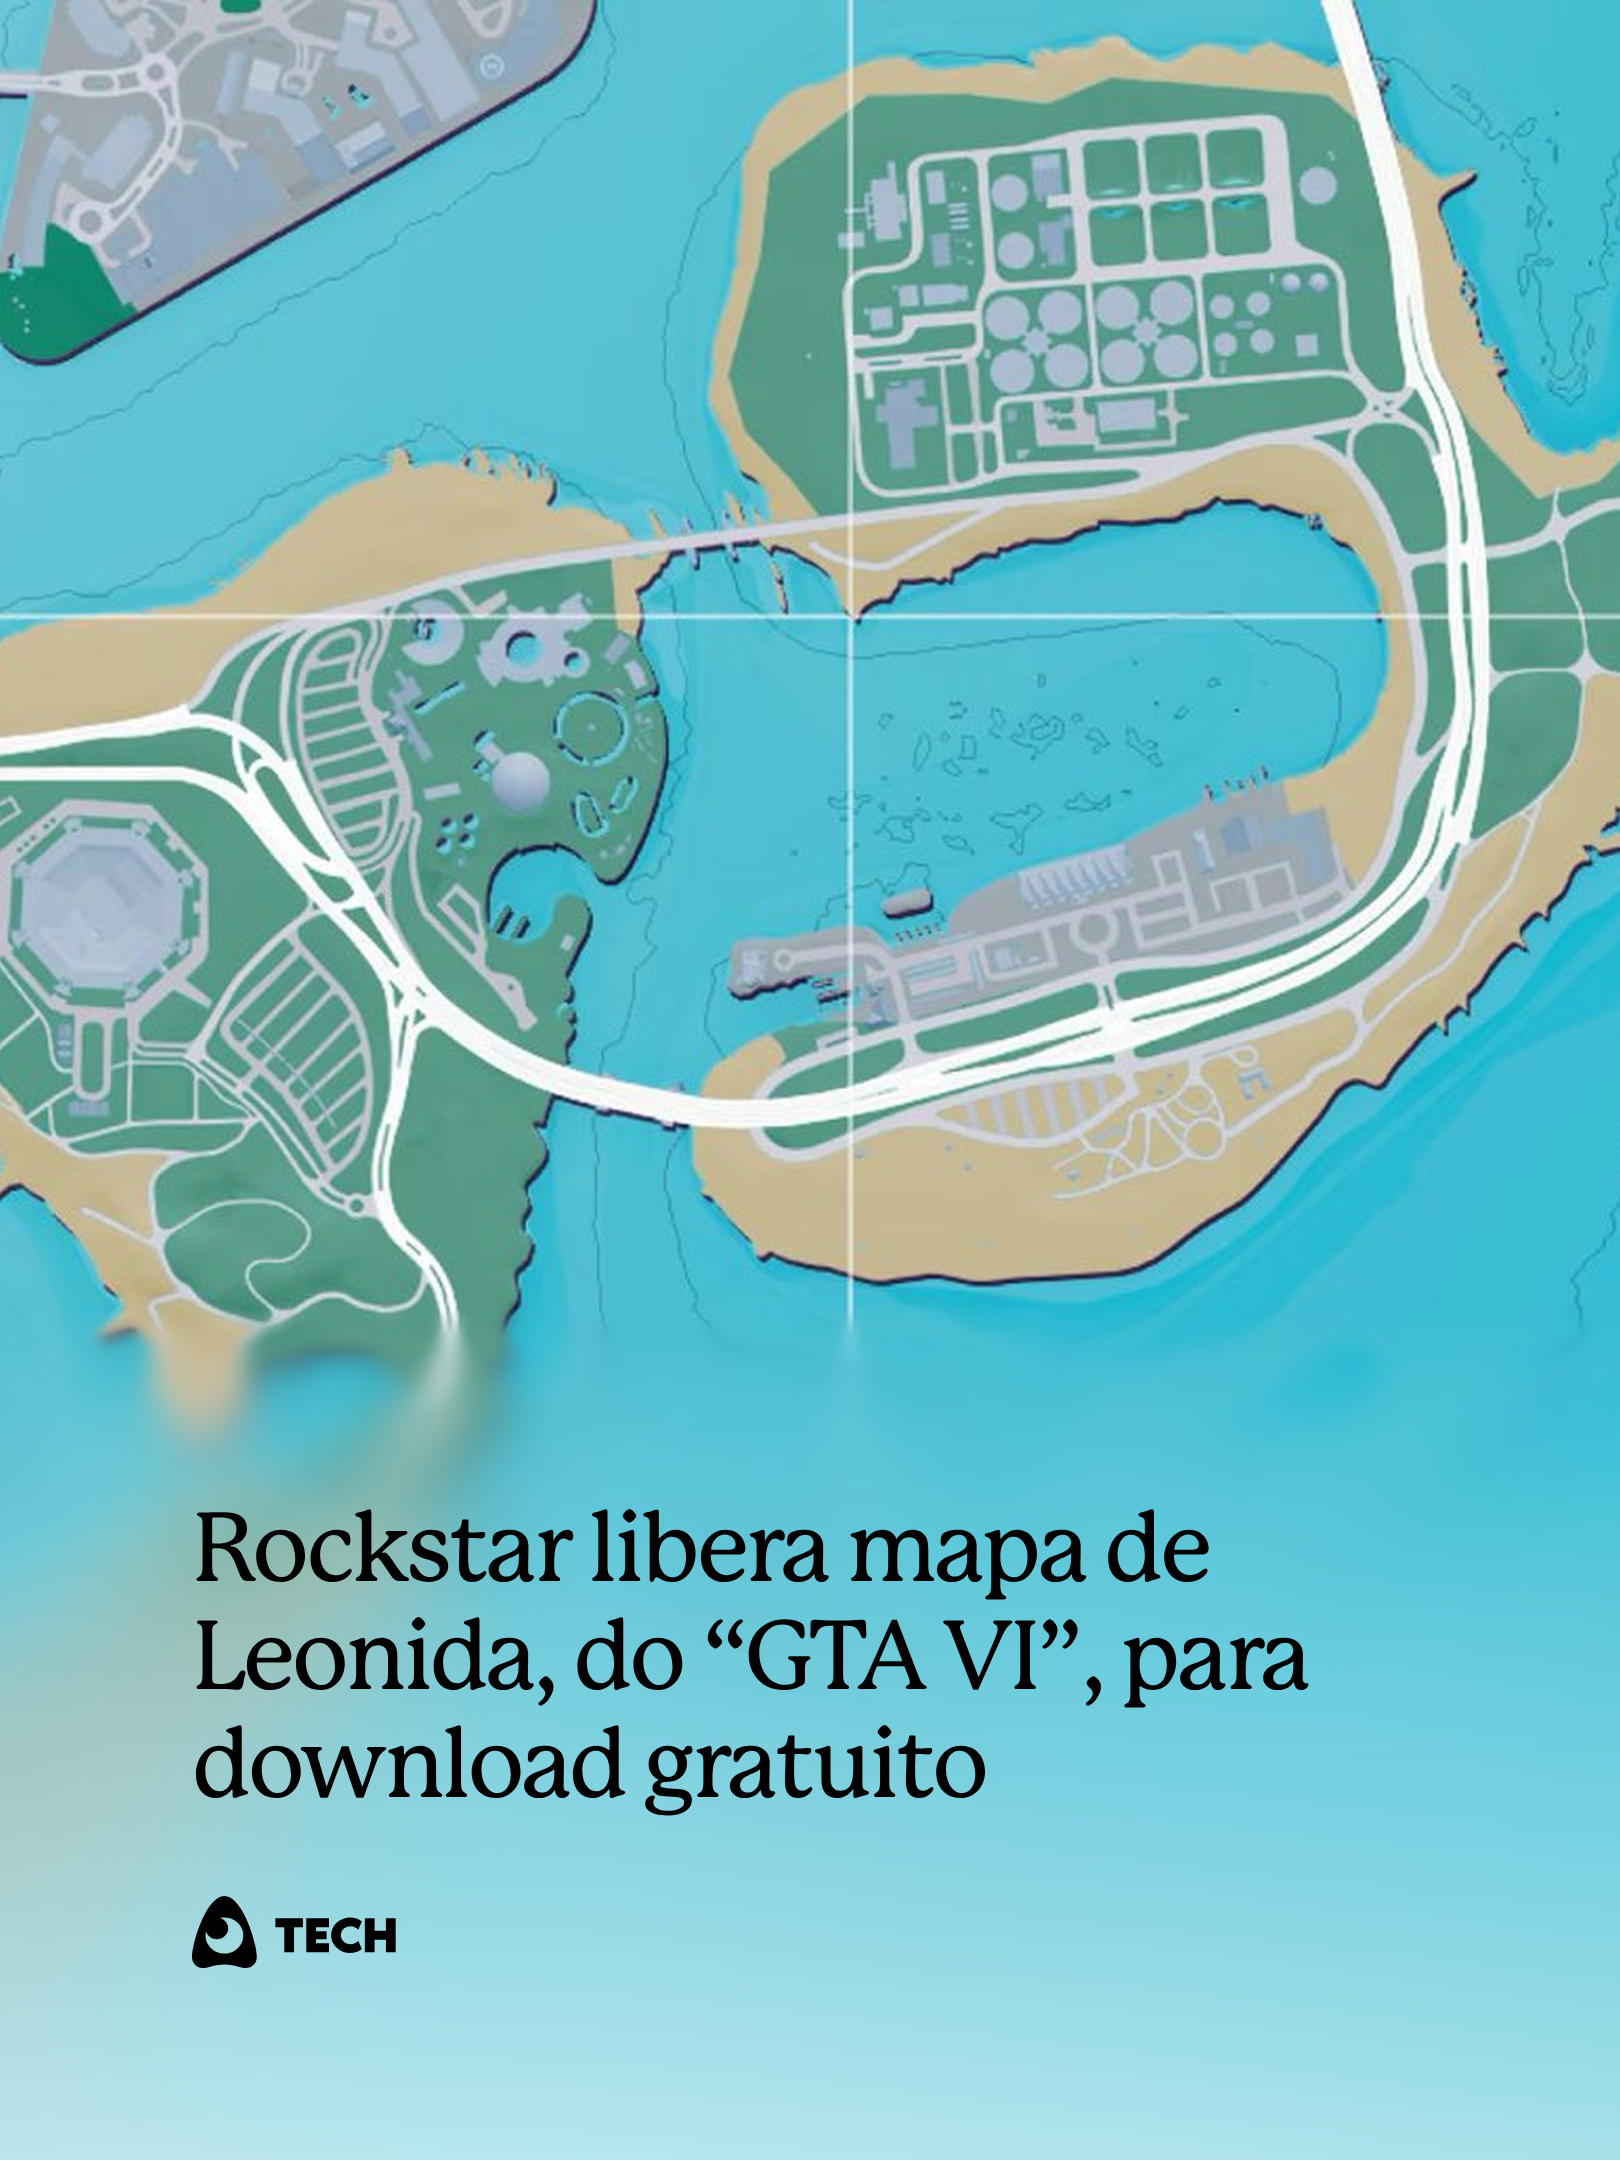 Rockstar libera mapa de
Leonida, do “GTA VI”, para
download gratuito
TECH